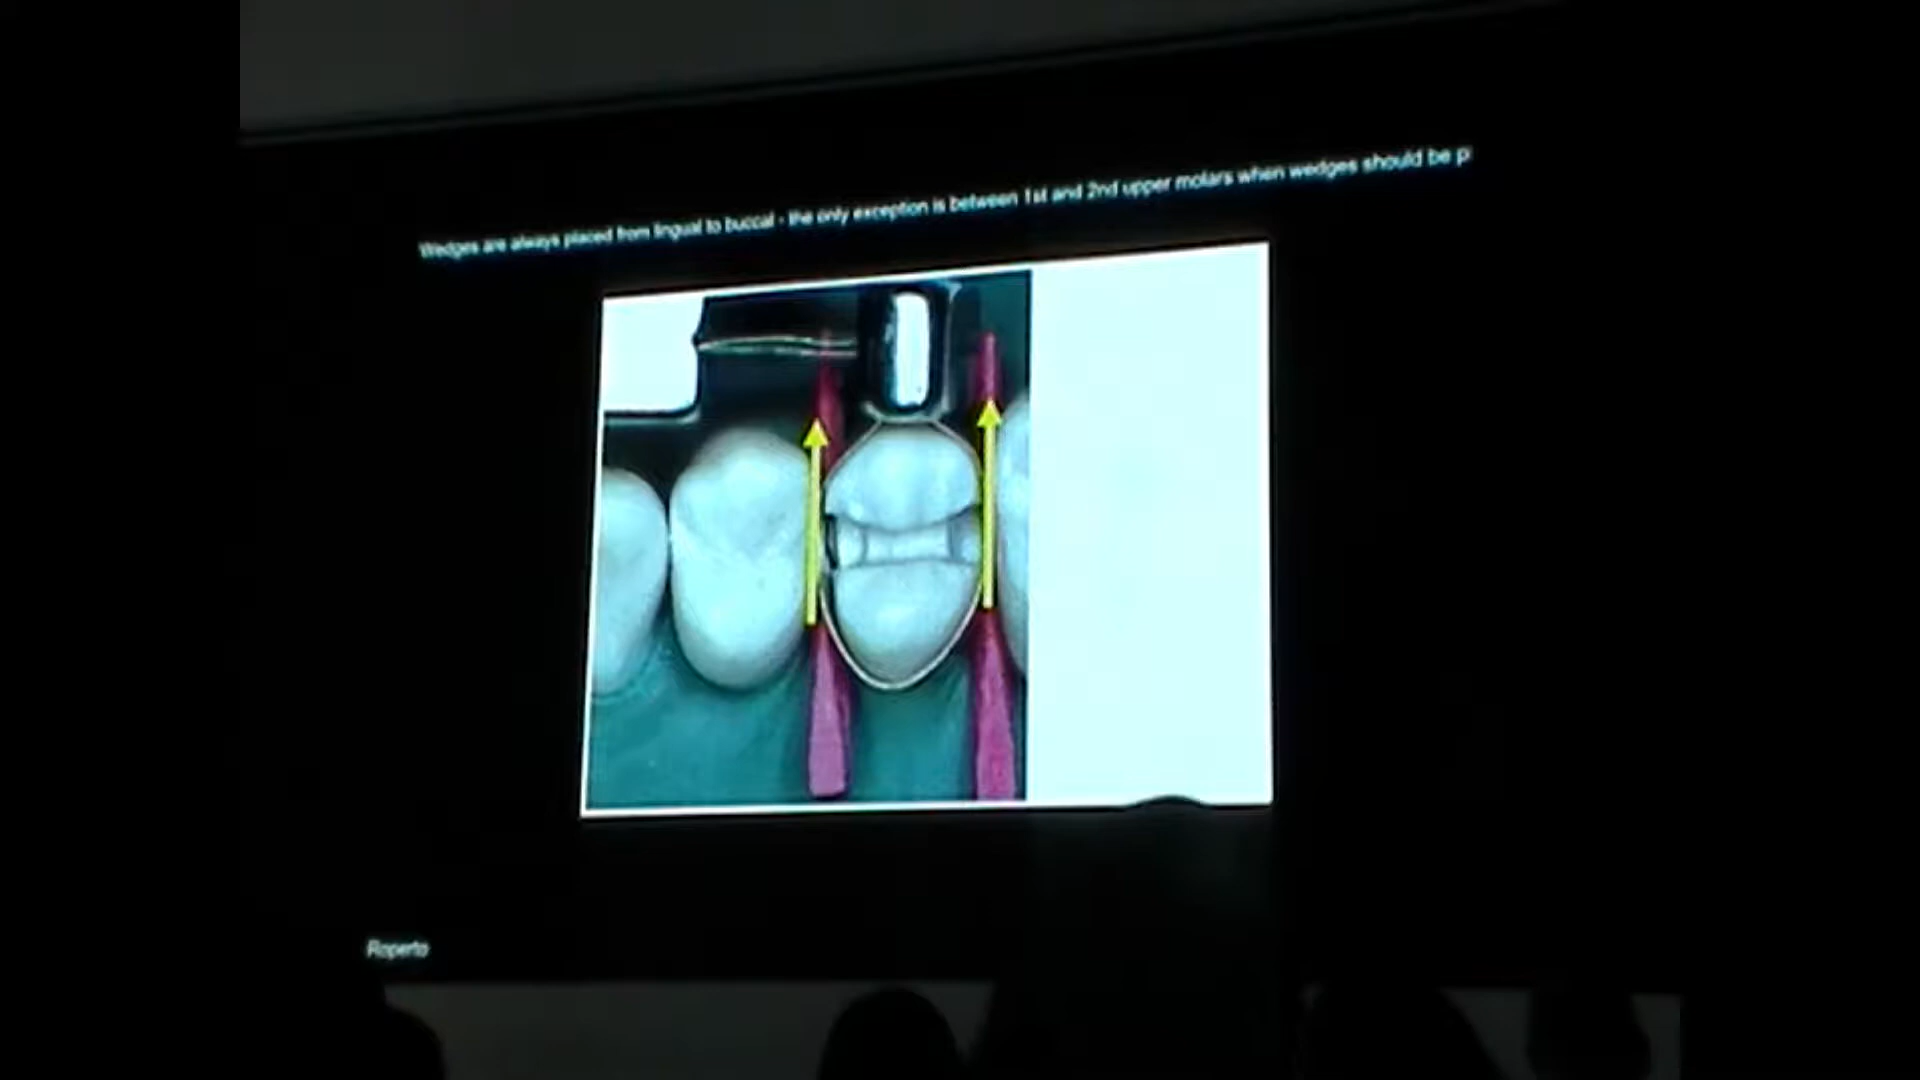 Wedges are always placed from lingual to buccal - the only exception is between 1st and 2nd upper molars when wedges should be p
Roperto